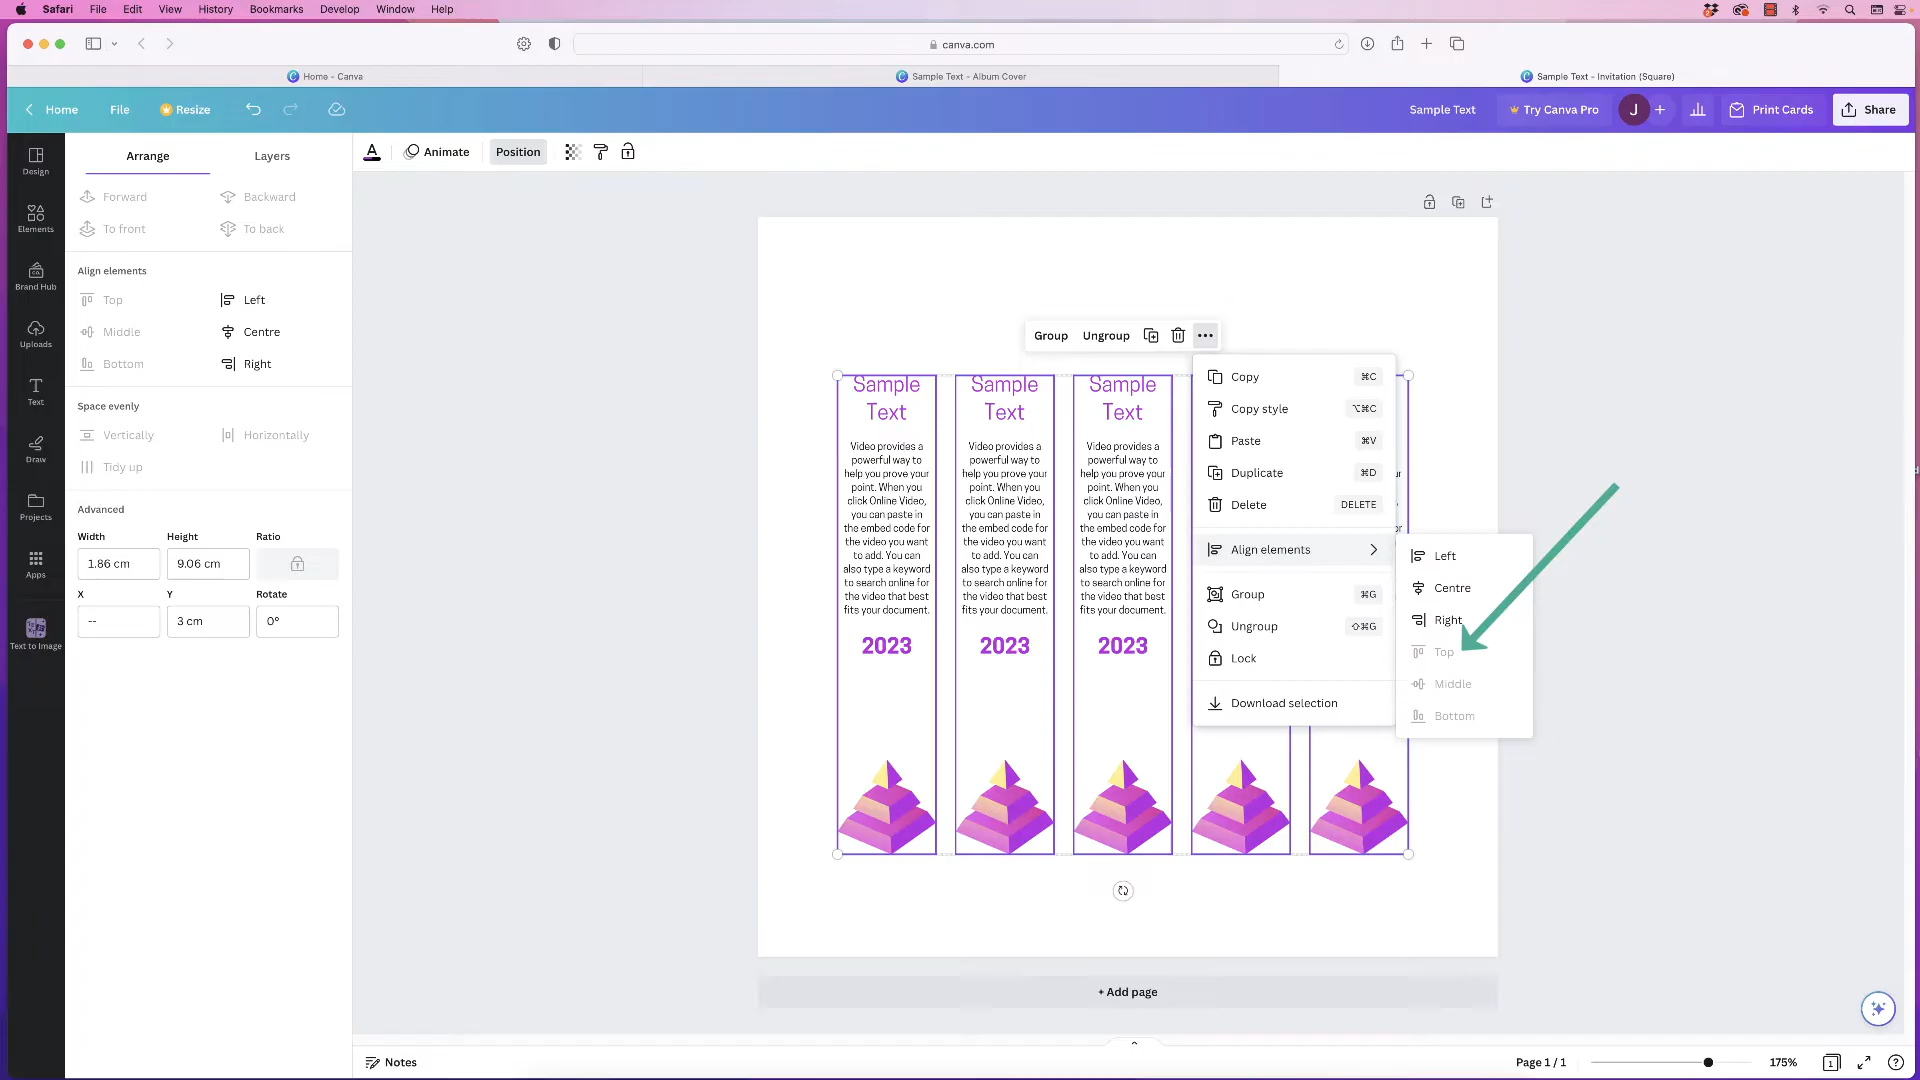 Safari File Edit View History Bookmarks Develop Window Help
canva.com
Home - Canva
Sample Text - Album Cover
Sample Text - Invitation (Square)
Home File Resize
Sample Text Try Canva Pro J + Print Cards Share
Arrange Layers
A Animate Position
Design
Elements
Brand Hub
Uploads
Text
Draw
Projects
Apps
Text to Image
Forward Backward
To front To back
Align elements
Top Left
Middle Centre
Bottom Right
Space evenly
Vertically Horizontally
Tidy up
Advanced
Width Height Ratio
1.86 cm 9.06 cm
X Y Rotate
-- 3 cm 0°
Group Ungroup
Sample
Text
Video provides a
powerful way to
help you prove your
point. When you
click Online Video,
you can paste in
the embed code for
the video you want
to add. You can
also type a keyword
to search online for
the video that best
fits your document.
2023
Sample
Text
Video provides a
powerful way to
help you prove your
point. When you
click Online Video,
you can paste in
the embed code for
the video you want
to add. You can
also type a keyword
to search online for
the video that best
fits your document.
2023
Sample
Text
Video provides a
powerful way to
help you prove your
point. When you
click Online Video,
you can paste in
the embed code for
the video you want
to add. You can
also type a keyword
to search online for
the video that best
fits your document.
2023
Copy ⌘C
Copy style ⌥⌘C
Paste ⌘V
Duplicate ⌘D
Delete DELETE
Align elements
Group ⌘G
Ungroup ⇧⌘G
Lock
Download selection
Left
Centre
Right
Top
Middle
Bottom
+ Add page
Notes
Page 1 / 1 175% 1 ?